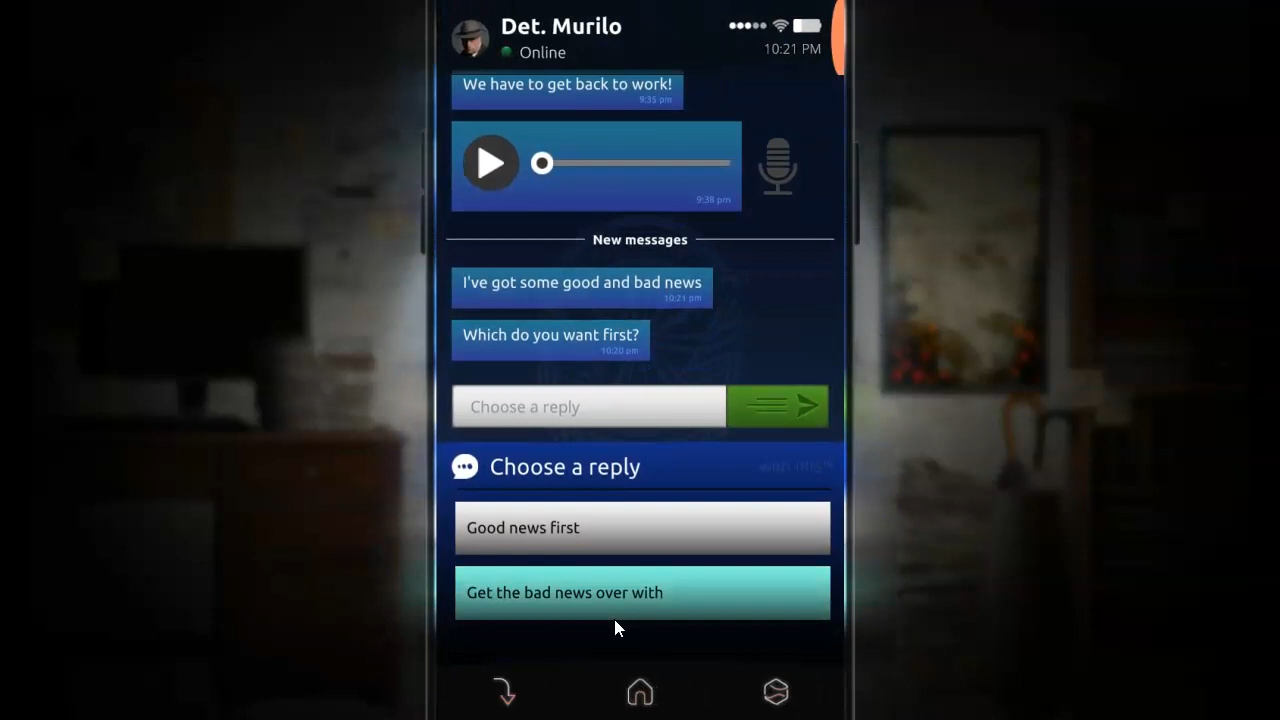 Det. Murilo
Online
10:21 PM
We have to get back to work!
9:35 pm
9:38 pm
New messages
I've got some good and bad news
10:21 pm
Which do you want first?
10:20 pm
Choose a reply
Choose a reply
Good news first
Get the bad news over with